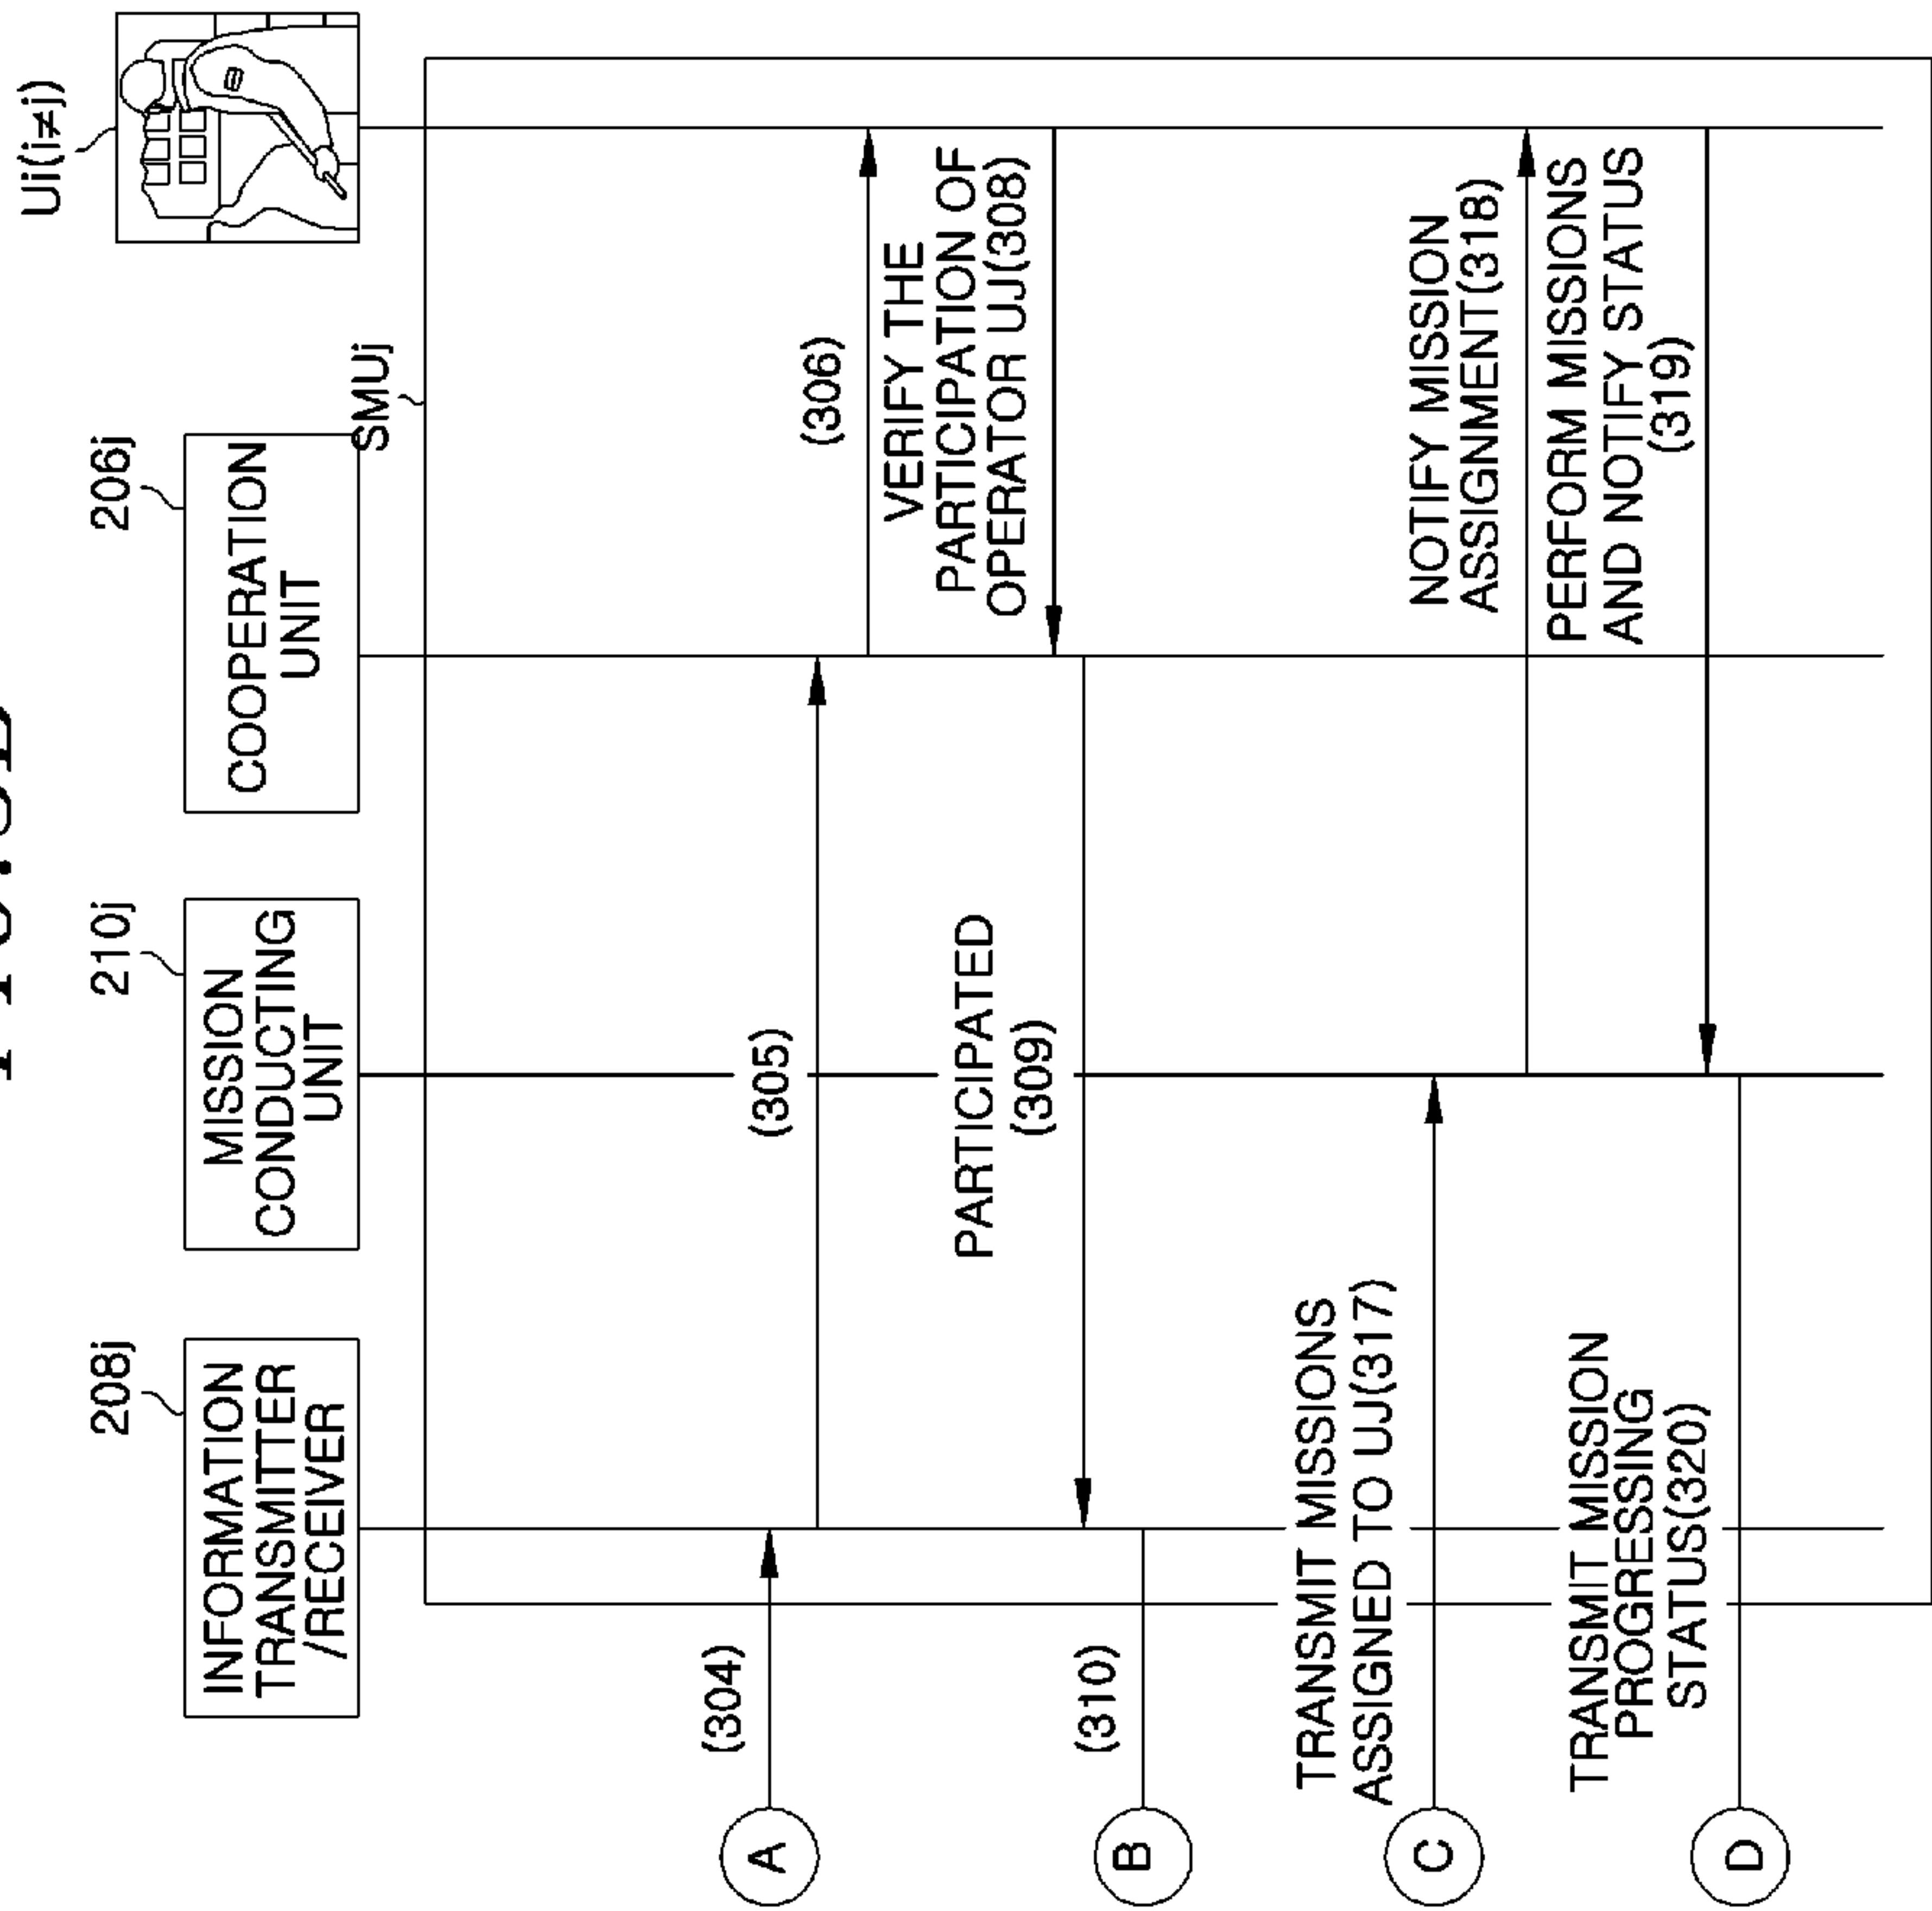 208j
210j
206j
Ui(i≠j)
INFORMATION
TRANSMITTER
/RECEIVER
MISSION
CONDUCTING
UNIT
COOPERATION
UNIT
SMUj
(304)
A
(305)
(306)
VERIFY THE
PARTICIPATION OF
OPERATOR UJ(308)
PARTICIPATED
(309)
(310)
B
TRANSMIT MISSIONS
ASSIGNED TO UJ(317)
C
NOTIFY MISSION
ASSIGNMENT(318)
PERFORM MISSIONS
AND NOTIFY STATUS
(319)
TRANSMIT MISSION
PROGRESSING
STATUS(320)
D